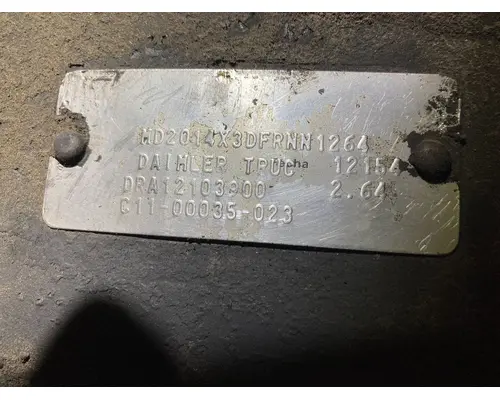 MD2014X3DFRNN1264
DAIMLER TRUC 12154
DRA12103900 2.64
C11-00035-023